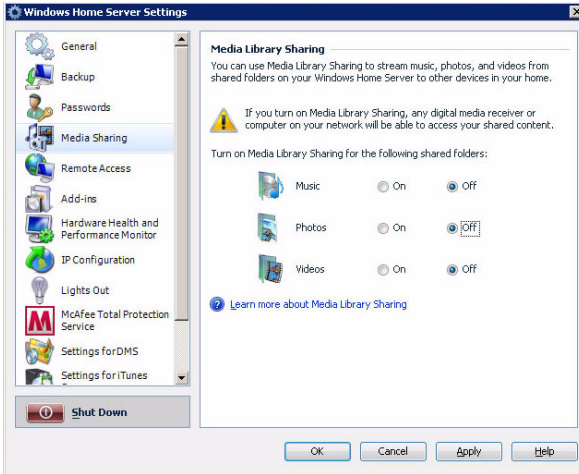 Windows Home Server Settings
General
Backup
Passwords
Media Sharing
Remote Access
Add-ins
Hardware Health and
Performance Monitor
IP Configuration
Lights Out
McAfee Total Protection
Service
Settings forDMS
Settings for iTunes
Shut Down
Media Library Sharing
You can use Media Library Sharing to stream music, photos, and videos from
shared folders on your Windows Home Server to other devices in your home.
If you turn on Media Library Sharing, any digital media receiver or
computer on your network will be able to access your shared content.
Turn on Media Library Sharing for the following shared folders:
Music On Off
Photos On Off
Videos On Off
Learn more about Media Library Sharing
OK Cancel Apply Help